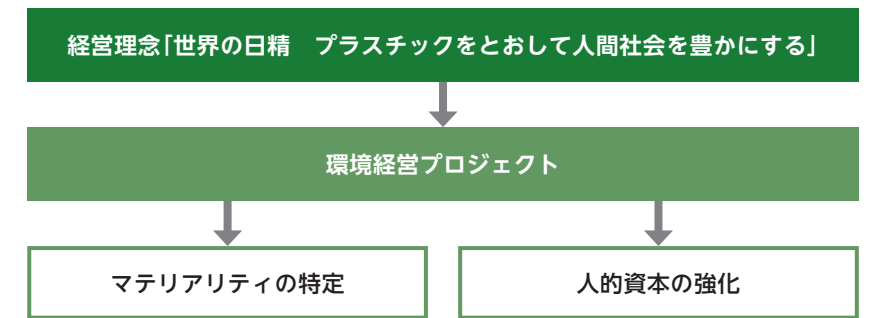 経営理念「世界の日精　プラスチックをとおして人間社会を豊かにする」
環境経営プロジェクト
マテリアリティの特定
人的資本の強化